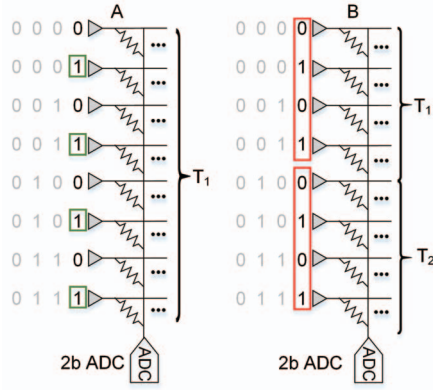 A B
0 0 0 0 0 0 0 0
0 0 0 1 0 0 0 1
0 0 1 0 0 0 1 0
0 0 1 1 0 0 1 1
T1 T1
0 1 0 0 0 1 0 0
0 1 0 1 0 1 0 1
0 1 1 0 0 1 1 0
T2
0 1 1 1 0 1 1 1
2b ADC ADC 2b ADC ADC